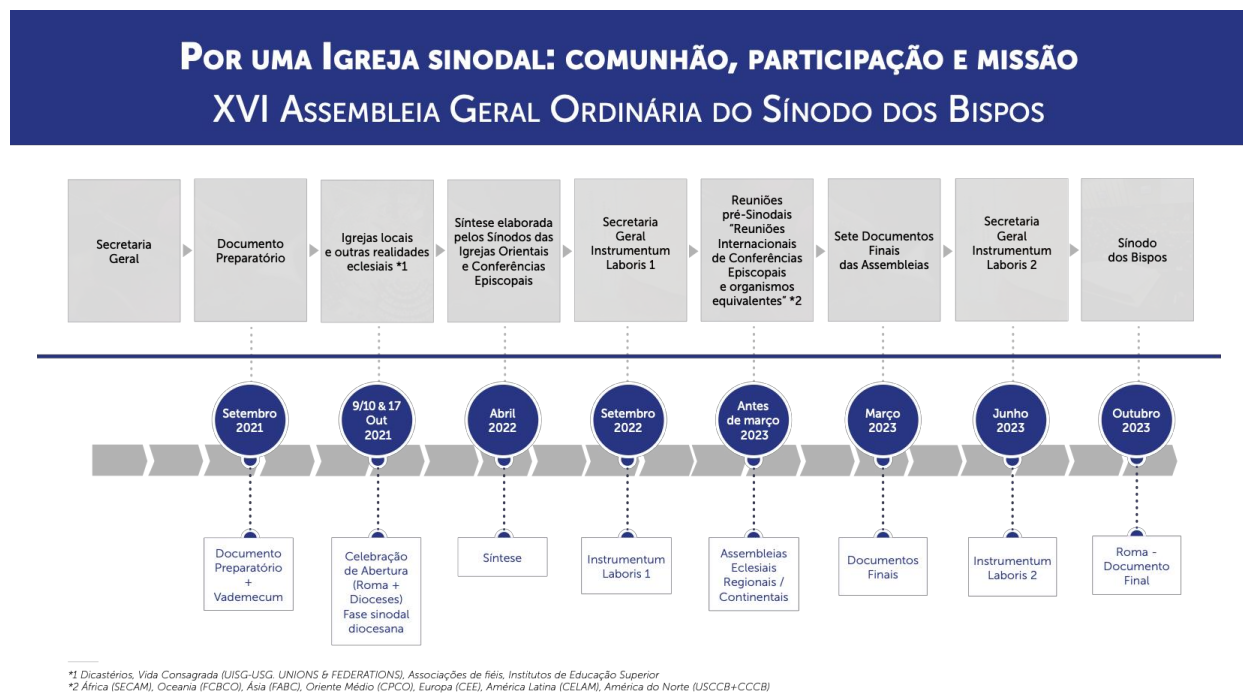 Por uma Igreja sinodal: comunhão, participação e missão
XVI Assembleia Geral Ordinária do Sínodo dos Bispos
Secretaria
Geral
Documento
Preparatório
Igrejas locais
e outras realidades
eclesiais *1
Síntese elaborada
pelos Sínodos das
Igrejas Orientais
e Conferências
Episcopais
Secretaria
Geral
Instrumentum
Laboris 1
Reuniões
pré-Sinodais
"Reuniões
Internacionais
de Conferências
Episcopais
e organismos
equivalentes" *2
Sete Documentos
Finais
das Assembleias
Secretaria
Geral
Instrumentum
Laboris 2
Sínodo
dos Bispos
Setembro
2021
9/10 & 17
Out
2021
Abril
2022
Setembro
2022
Antes
de março
2023
Março
2023
Junho
2023
Outubro
2023
Documento
Preparatório
+
Vademecum
Celebração
de Abertura
(Roma +
Dioceses)
Fase sinodal
diocesana
Síntese
Instrumentum
Laboris 1
Assembleias
Eclesiais
Regionais /
Continentais
Documentos
Finais
Instrumentum
Laboris 2
Roma -
Documento
Final
*1 Dicastérios, Vida Consagrada (UISG-USG. UNIONS & FEDERATIONS), Associações de fiéis, Institutos de Educação Superior
*2 África (SECAM), Oceania (FCBCO), Ásia (FABC), Oriente Médio (CPCO), Europa (CEE), América Latina (CELAM), América do Norte (USCCB+CCCB)